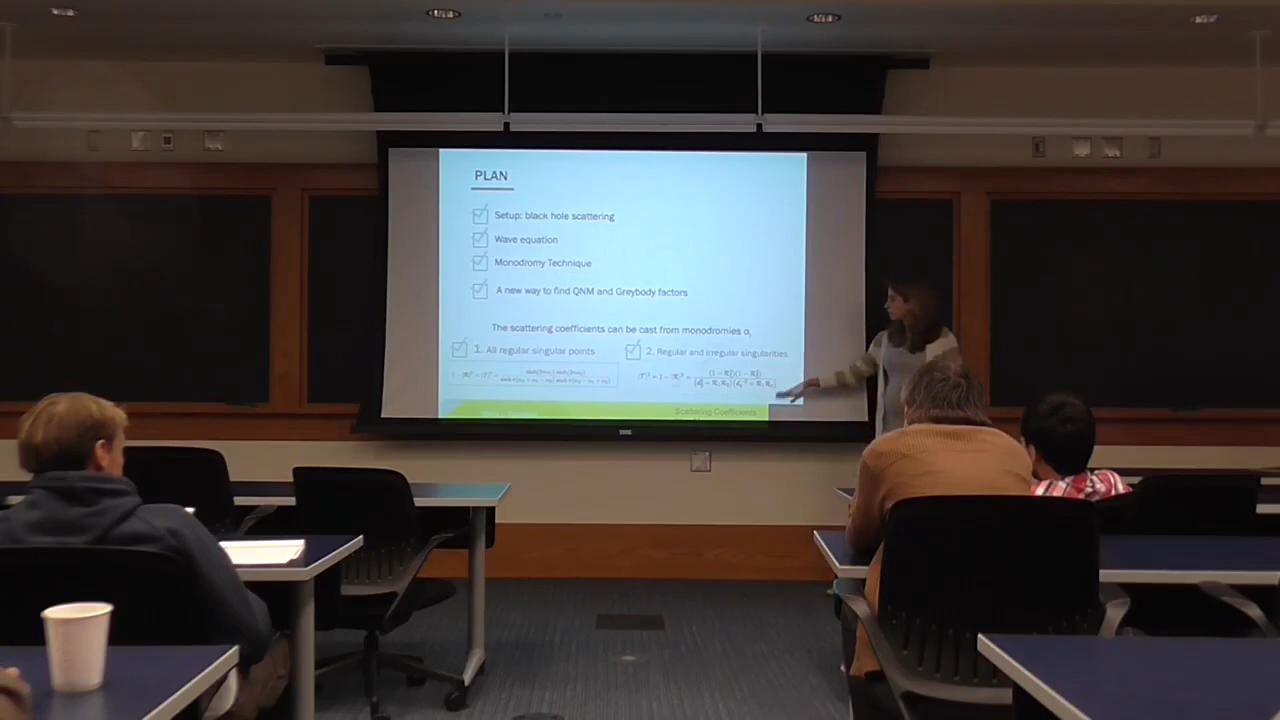 PLAN
Setup: black hole scattering
Wave equation
Monodromy Technique
A new way to find QNM and Greybody factors
The scattering coefficients can be cast from monodromies αᵢ
1. All regular singular points
2. Regular and irregular singularities
Scattering Coefficients